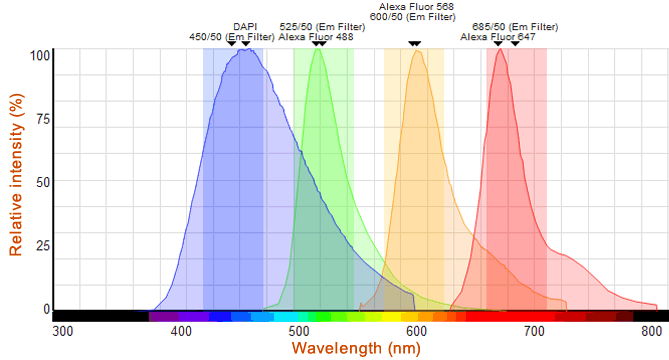 Alexa Fluor 568
600/50 (Em Filter)
DAPI 525/50 (Em Filter) 685/50 (Em Filter)
450/50 (Em Filter) Alexa Fluor 488 Alexa Fluor 647
100
75
50
25
0
Relative intensity (%)
300 400 500 600 700 800
Wavelength (nm)